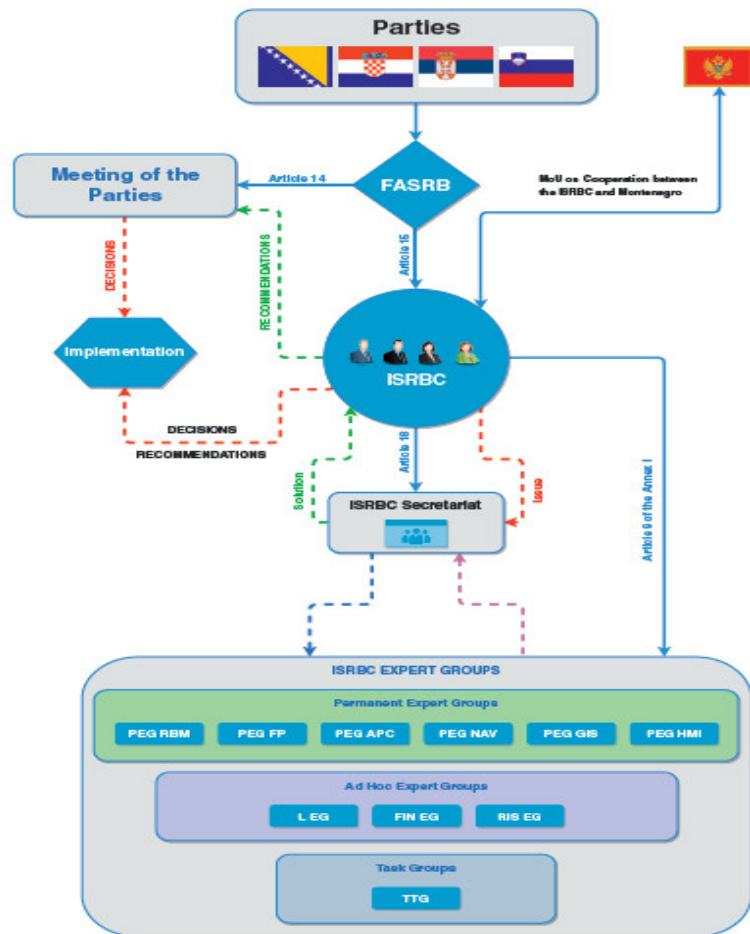 Parties
Meeting of the
Parties
Article 14
FASRB
MoU on Cooperation between
the ISRBC and Montenegro
DECISIONS
RECOMMENDATIONS
Article 15
Implementation
ISRBC
DECISIONS
RECOMMENDATIONS
Solution
Article 18
Issue
Article 9 of the Annex I
ISRBC Secretariat
ISRBC EXPERT GROUPS
Permanent Expert Groups
PEG RBM PEG FP PEG APC PEG NAV PEG GIS PEG HMI
Ad Hoc Expert Groups
L EG FIN EG RIS EG
Task Groups
TTG